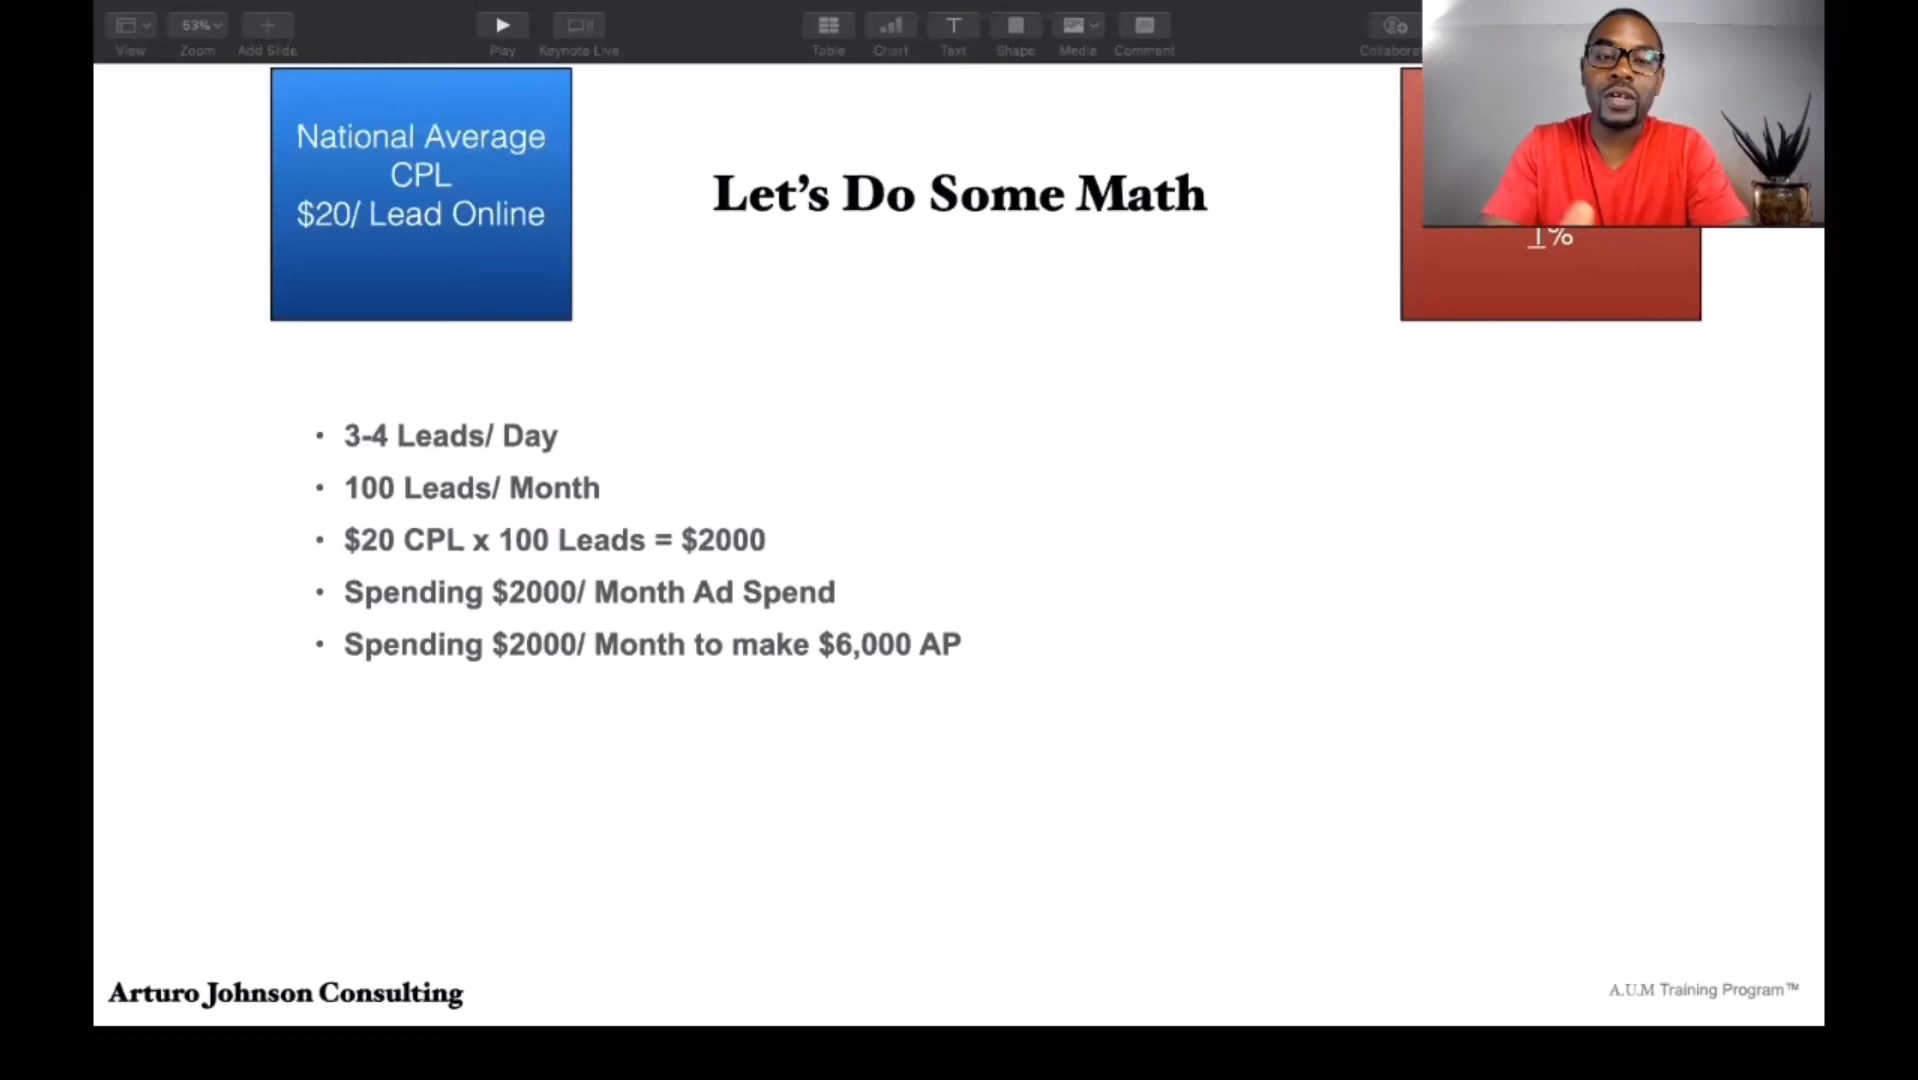 53%
View
Zoom
Add Slide
Play
Keynote Live
Table
Chart
Text
Shape
Media
Comment
National Average
CPL
$20/ Lead Online
Let's Do Some Math
1%
• 3-4 Leads/ Day
• 100 Leads/ Month
• $20 CPL x 100 Leads = $2000
• Spending $2000/ Month Ad Spend
• Spending $2000/ Month to make $6,000 AP
Arturo Johnson Consulting
A.U.M Training Program™